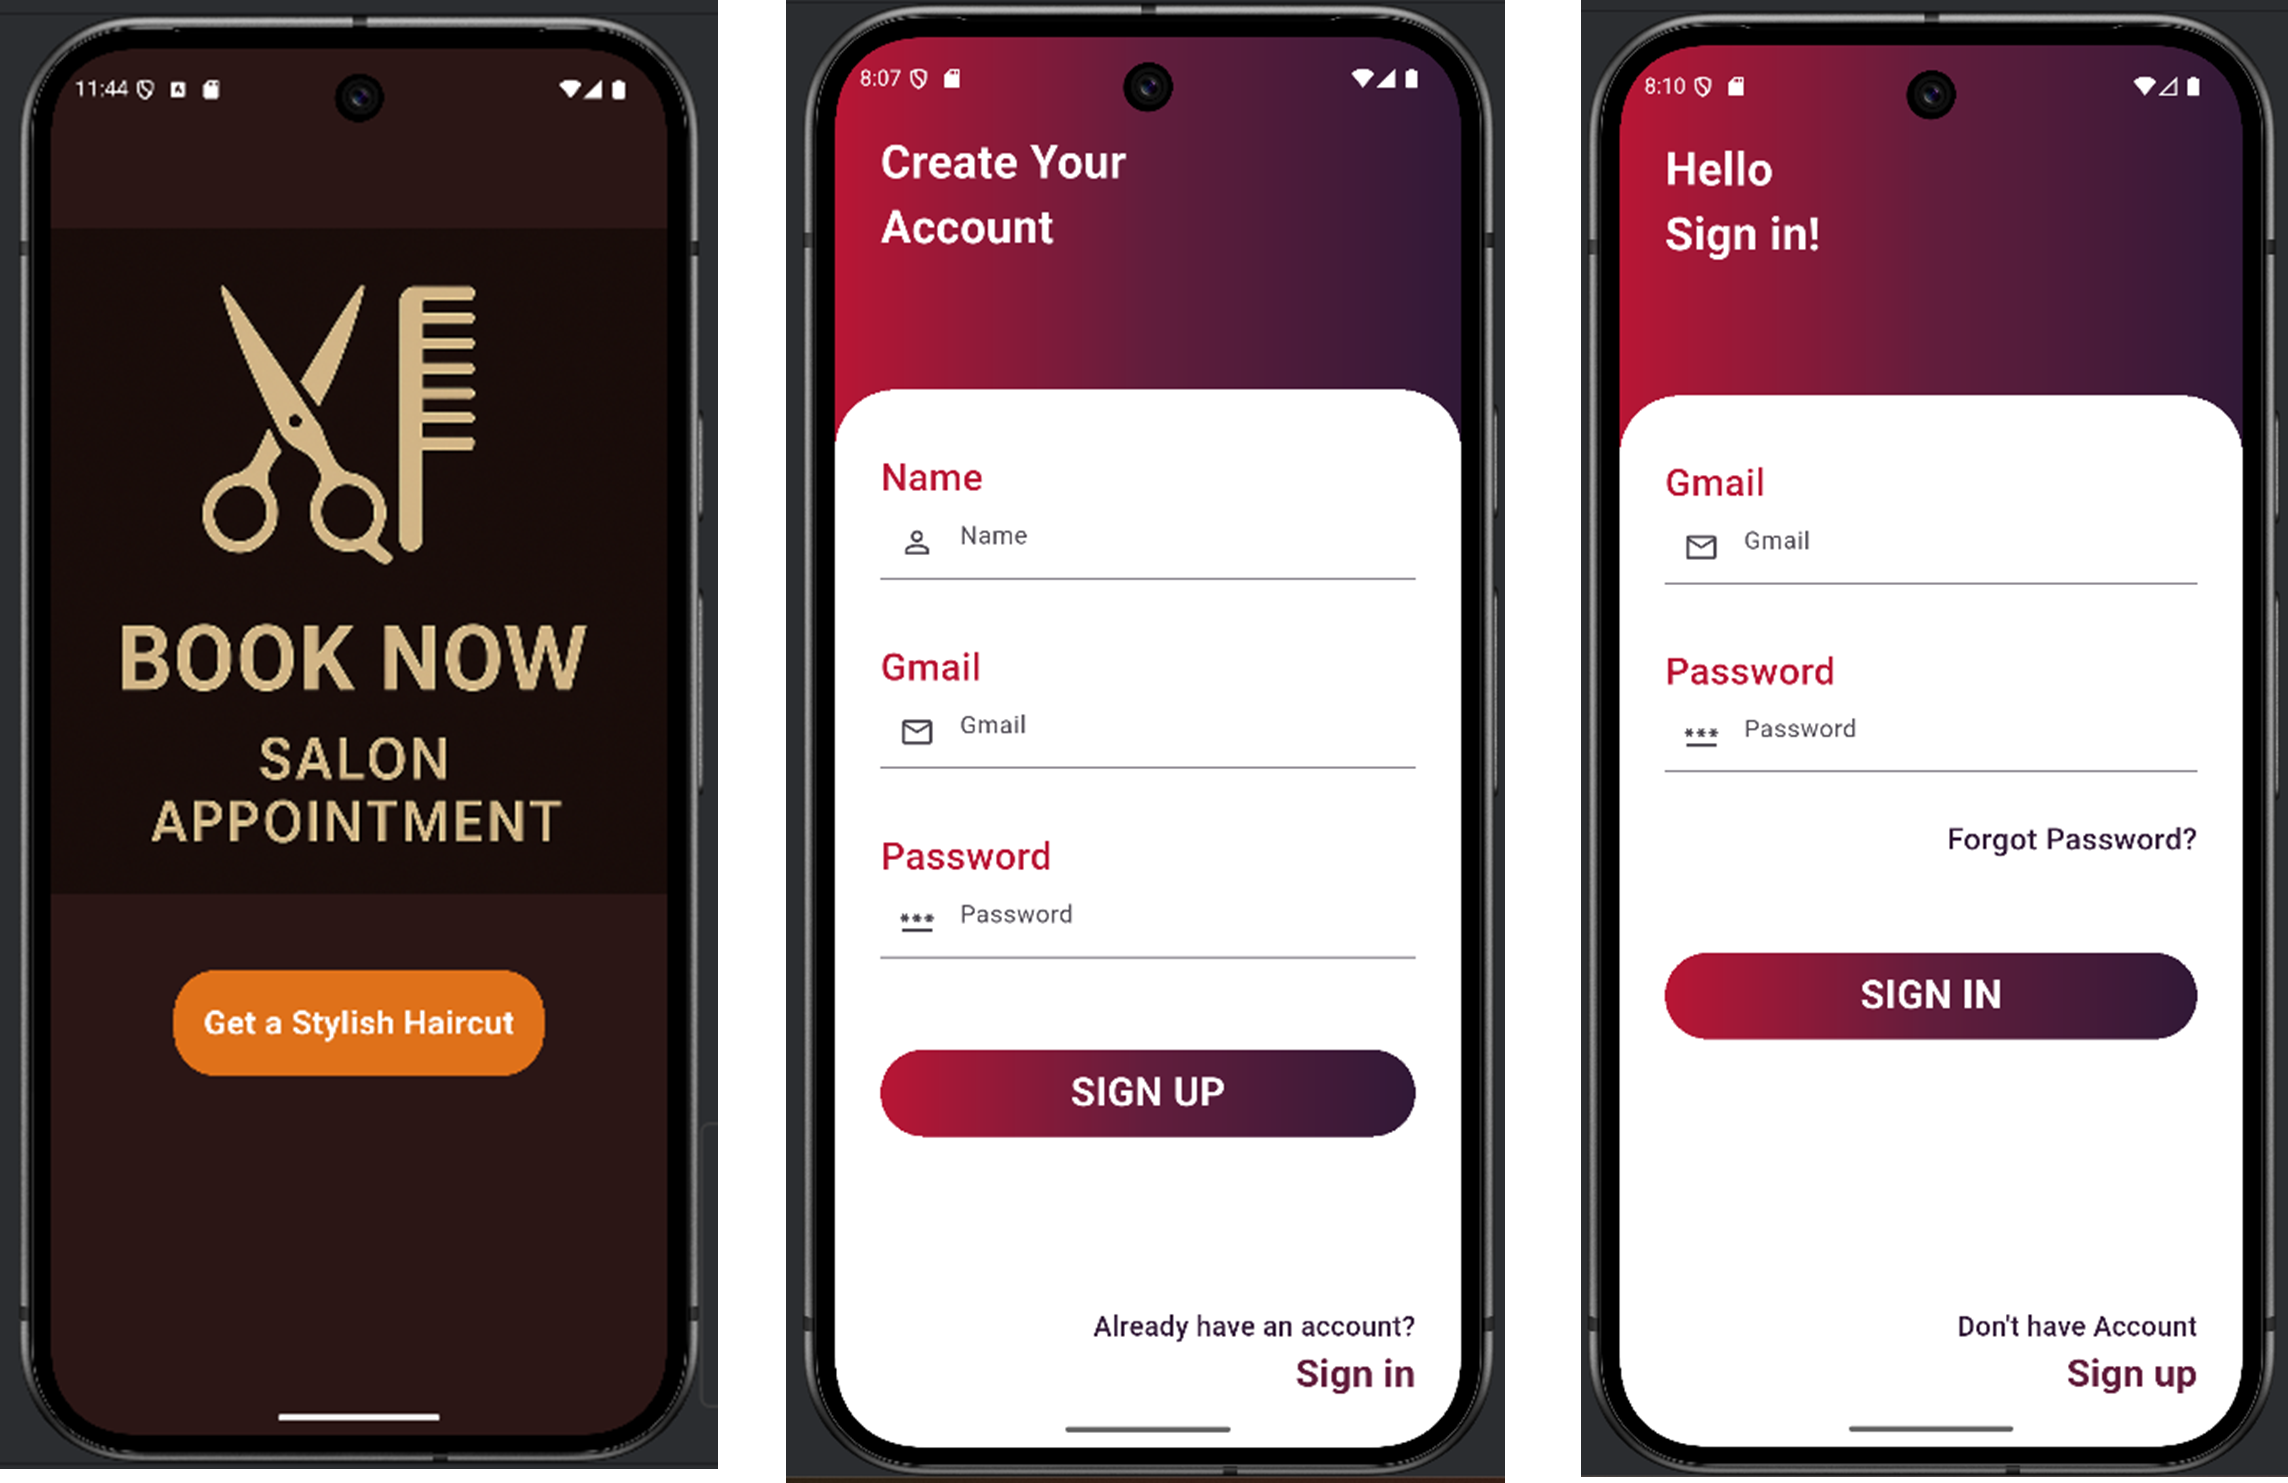 11:44
BOOK NOW
SALON
APPOINTMENT
Get a Stylish Haircut
8:07
Create Your
Account
Name
Name
Gmail
Gmail
Password
Password
SIGN UP
Already have an account?
Sign in
8:10
Hello
Sign in!
Gmail
Gmail
Password
Password
Forgot Password?
SIGN IN
Don't have Account
Sign up